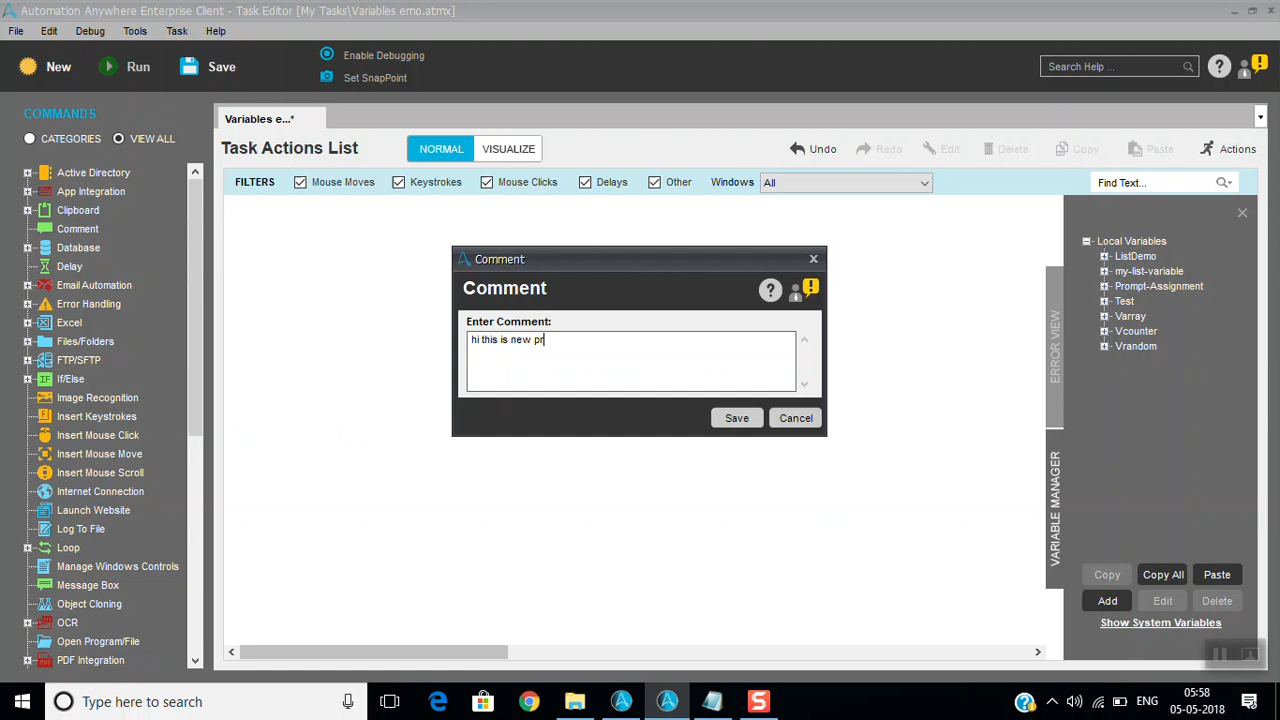 Automation Anywhere Enterprise Client - Task Editor [My Tasks\Variables emo.atmx]
File Edit Debug Tools Task Help
New Run Save
Enable Debugging
Set SnapPoint
Search Help ...
COMMANDS
CATEGORIES VIEW ALL
Active Directory
App Integration
Clipboard
Comment
Database
Delay
Email Automation
Error Handling
Excel
Files/Folders
FTP/SFTP
If/Else
Image Recognition
Insert Keystrokes
Insert Mouse Click
Insert Mouse Move
Insert Mouse Scroll
Internet Connection
Launch Website
Log To File
Loop
Manage Windows Controls
Message Box
Object Cloning
OCR
Open Program/File
PDF Integration
Variables e...*
Task Actions List NORMAL VISUALIZE Undo Redo Edit Delete Copy Paste Actions
FILTERS Mouse Moves Keystrokes Mouse Clicks Delays Other Windows All Find Text...
Comment
Comment
Enter Comment:
hi this is new pr
Save Cancel
ERROR VIEW
VARIABLE MANAGER
Local Variables
ListDemo
my-list-variable
Prompt-Assignment
Test
Varray
Vcounter
Vrandom
Copy Copy All Paste
Add Edit Delete
Show System Variables
Type here to search
ENG
05:58
05-05-2018